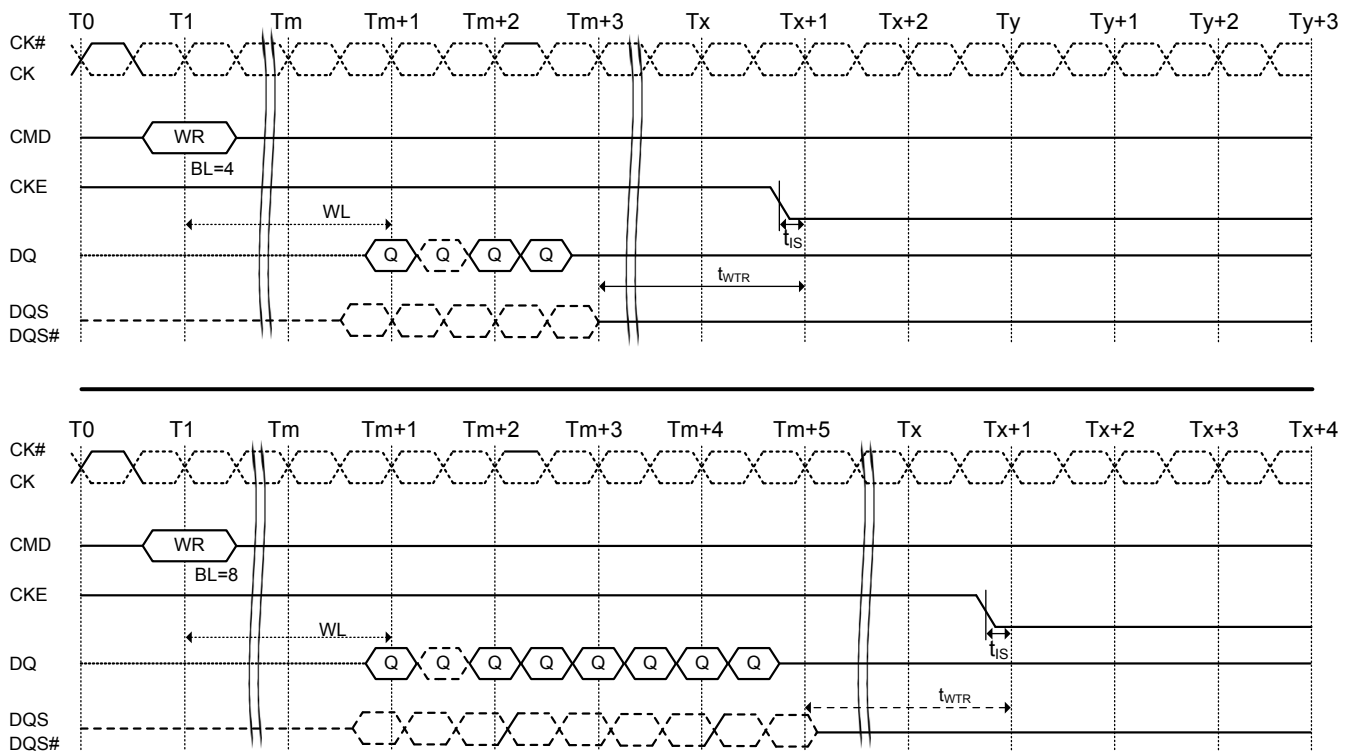 T0 T1 Tm Tm+1 Tm+2 Tm+3 Tx Tx+1 Tx+2 Ty Ty+1 Ty+2 Ty+3
CK#
CK
CMD WR
BL=4
CKE
WL
tIS
DQ Q Q Q Q
tWTR
DQS
DQS#
T0 T1 Tm Tm+1 Tm+2 Tm+3 Tm+4 Tm+5 Tx Tx+1 Tx+2 Tx+3 Tx+4
CK#
CK
CMD WR
BL=8
CKE
WL
tIS
DQ Q Q Q Q Q Q Q Q
tWTR
DQS
DQS#